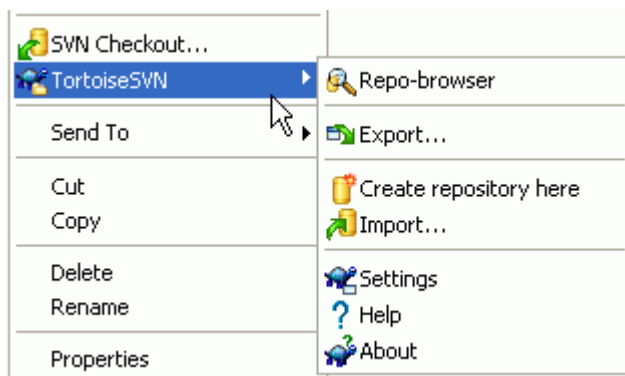 SVN Checkout...
TortoiseSVN
Send To
Cut
Copy
Delete
Rename
Properties
Repo-browser
Export...
Create repository here
Import...
Settings
Help
About